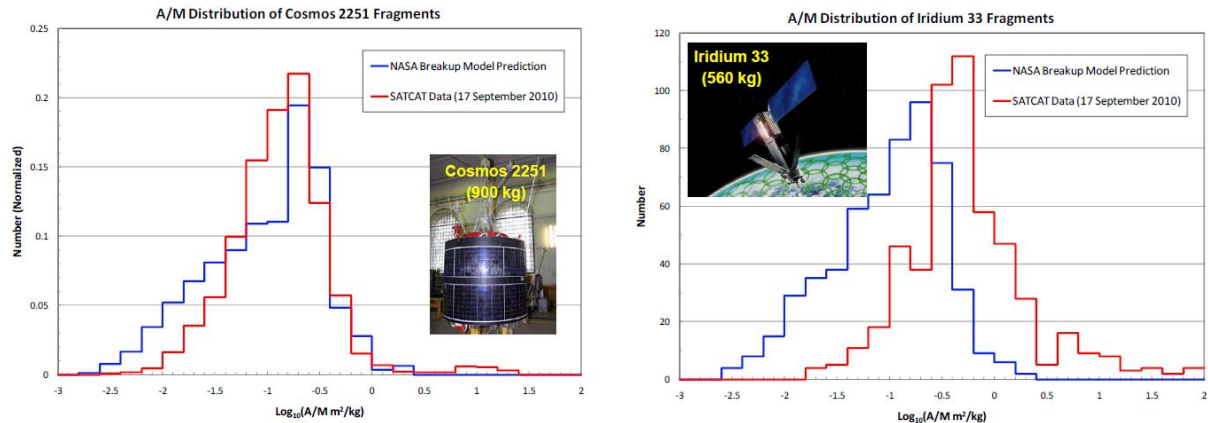 A/M Distribution of Cosmos 2251 Fragments
0.25
0.2
0.15
0.1
0.05
0
Number (Normalized)
NASA Breakup Model Prediction
SATCAT Data (17 September 2010)
Cosmos 2251
(900 kg)
-3 -2.5 -2 -1.5 -1 -0.5 0 0.5 1 1.5 2
Log10(A/M m²/kg)
A/M Distribution of Iridium 33 Fragments
120
100
80
60
40
20
0
Number
Iridium 33
(560 kg)
NASA Breakup Model Prediction
SATCAT Data (17 September 2010)
-3 -2.5 -2 -1.5 -1 -0.5 0 0.5 1 1.5 2
Log10(A/M m²/kg)